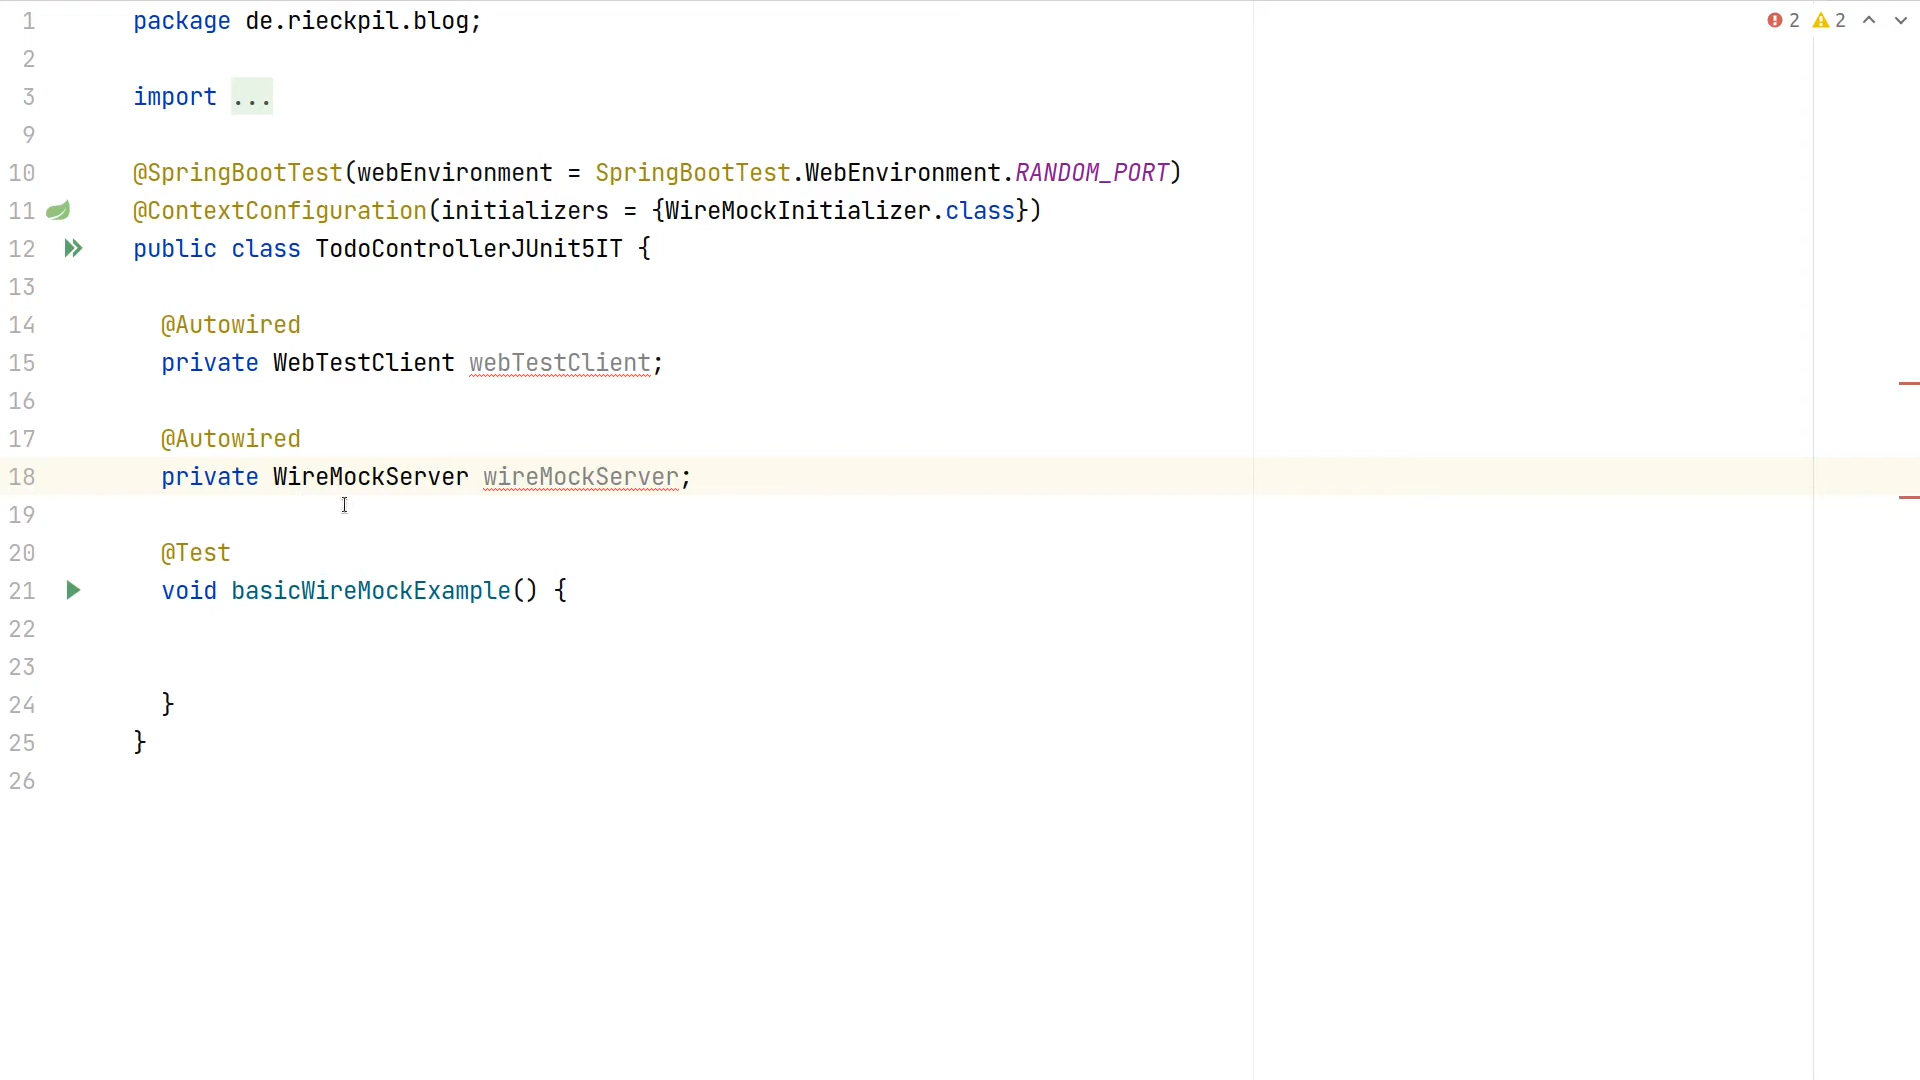 2 2
1 package de.rieckpil.blog;
2
3 import ...
9
10 @SpringBootTest(webEnvironment = SpringBootTest.WebEnvironment.RANDOM_PORT)
11 @ContextConfiguration(initializers = {WireMockInitializer.class})
12 public class TodoControllerJUnit5IT {
13
14 @Autowired
15 private WebTestClient webTestClient;
16
17 @Autowired
18 private WireMockServer wireMockServer;
19
20 @Test
21 void basicWireMockExample() {
22
23
24 }
25 }
26